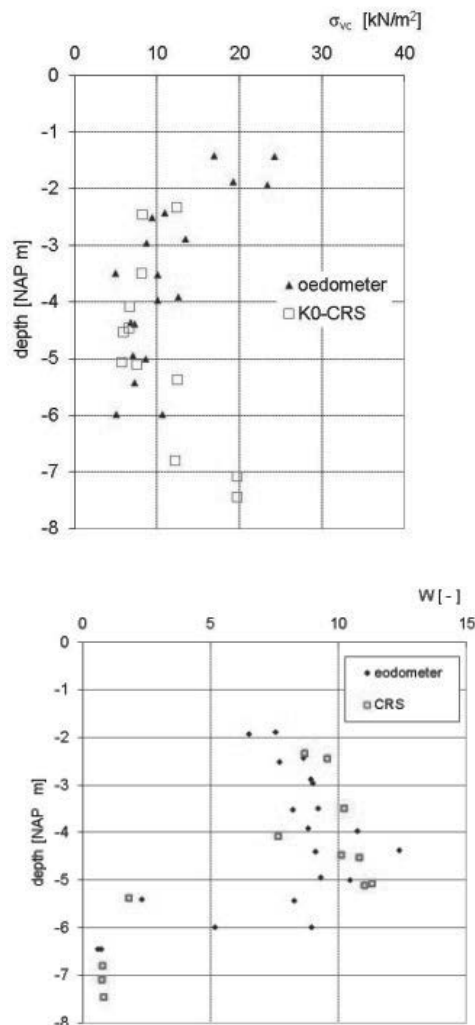 σvc [kN/m²]
0 10 20 30 40
0
-1
-2
-3
-4
-5
-6
-7
-8
depth [NAP m]
▲ oedometer
□ K0-CRS
W [ - ]
0 5 10 15
0
-1
-2
-3
-4
-5
-6
-7
-8
depth [NAP m]
eodometer
CRS